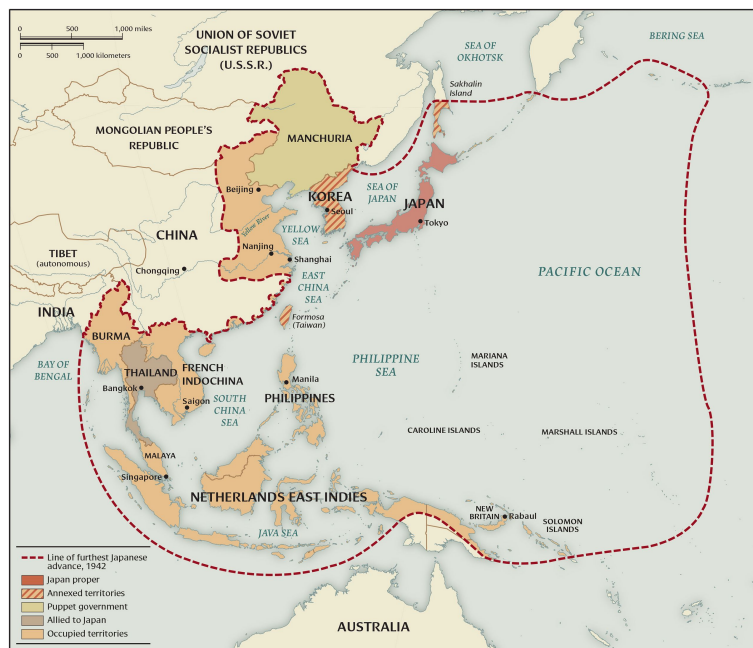 0 500 1,000 miles
0 500 1,000 kilometers
UNION OF SOVIET
SOCIALIST REPUBLICS
(U.S.S.R.)
SEA OF
OKHOTSK
BERING SEA
Sakhalin
Island
MONGOLIAN PEOPLE'S
REPUBLIC
MANCHURIA
Beijing
KOREA
Seoul
SEA OF
JAPAN
JAPAN
Tokyo
Yellow River
YELLOW
SEA
CHINA
Nanjing
Shanghai
TIBET
(autonomous)
Chongqing
EAST
CHINA
SEA
PACIFIC OCEAN
INDIA
Formosa
(Taiwan)
BURMA
BAY OF
BENGAL
THAILAND
FRENCH
INDOCHINA
Bangkok
Saigon
SOUTH
CHINA
SEA
Manila
PHILIPPINES
PHILIPPINE
SEA
MARIANA
ISLANDS
CAROLINE ISLANDS
MARSHALL ISLANDS
MALAYA
Singapore
NETHERLANDS EAST INDIES
JAVA SEA
NEW
BRITAIN
Rabaul
SOLOMON
ISLANDS
AUSTRALIA
Line of furthest Japanese
advance, 1942
Japan proper
Annexed territories
Puppet government
Allied to Japan
Occupied territories